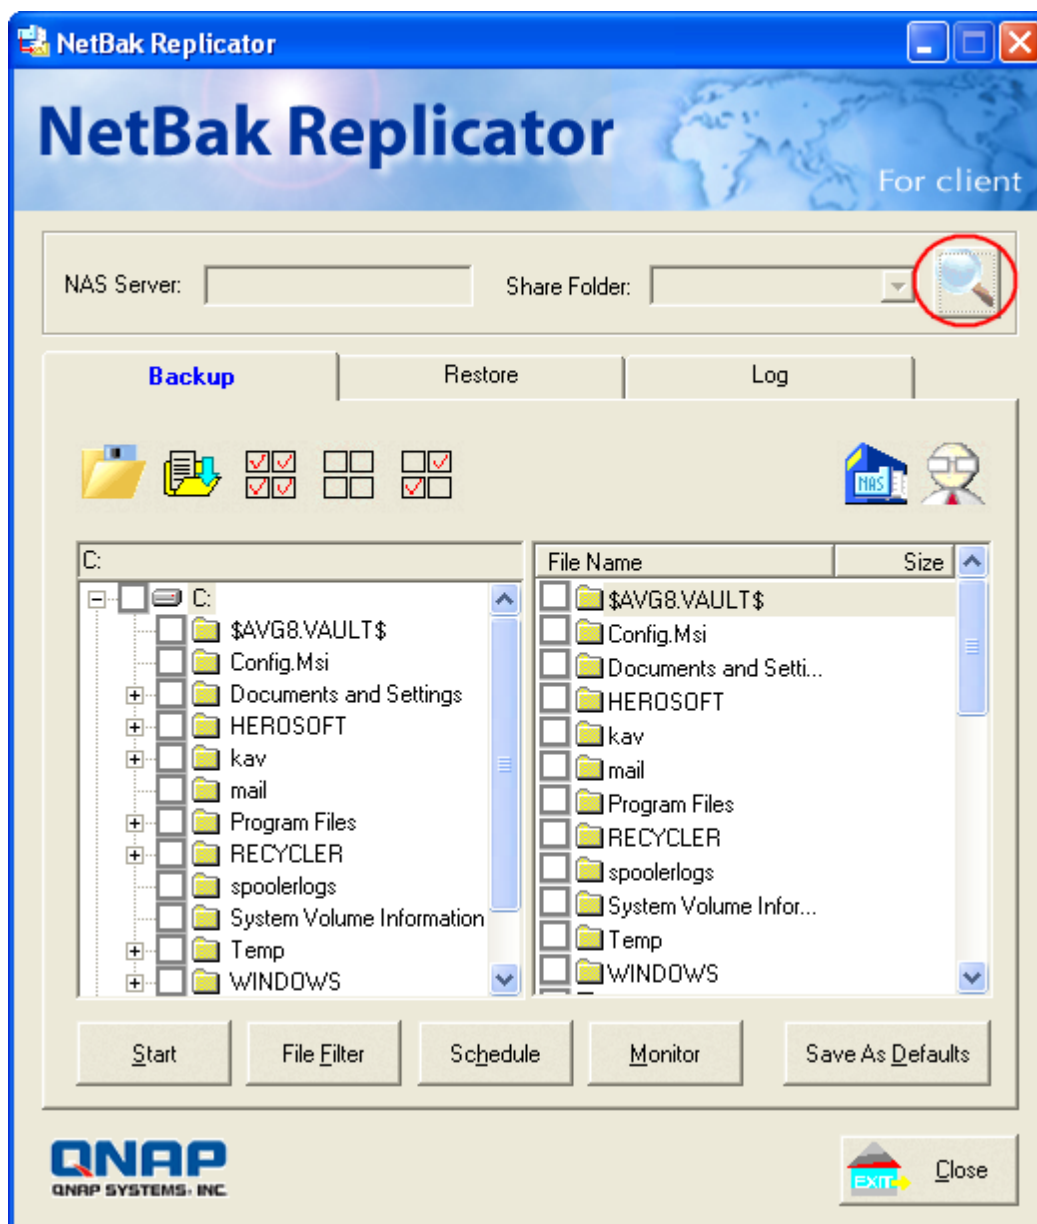 NetBak Replicator
NetBak Replicator
For client
NAS Server:
Share Folder:
Backup
Restore
Log
NAS
C:
C:
$AVG8.VAULT$
Config.Msi
Documents and Settings
HEROSOFT
kav
mail
Program Files
RECYCLER
spoolerlogs
System Volume Information
Temp
WINDOWS
File Name Size
$AVG8.VAULT$
Config.Msi
Documents and Setti...
HEROSOFT
kav
mail
Program Files
RECYCLER
spoolerlogs
System Volume Infor...
Temp
WINDOWS
Start
File Filter
Schedule
Monitor
Save As Defaults
QNAP
QNAP SYSTEMS. INC.
EXIT
Close